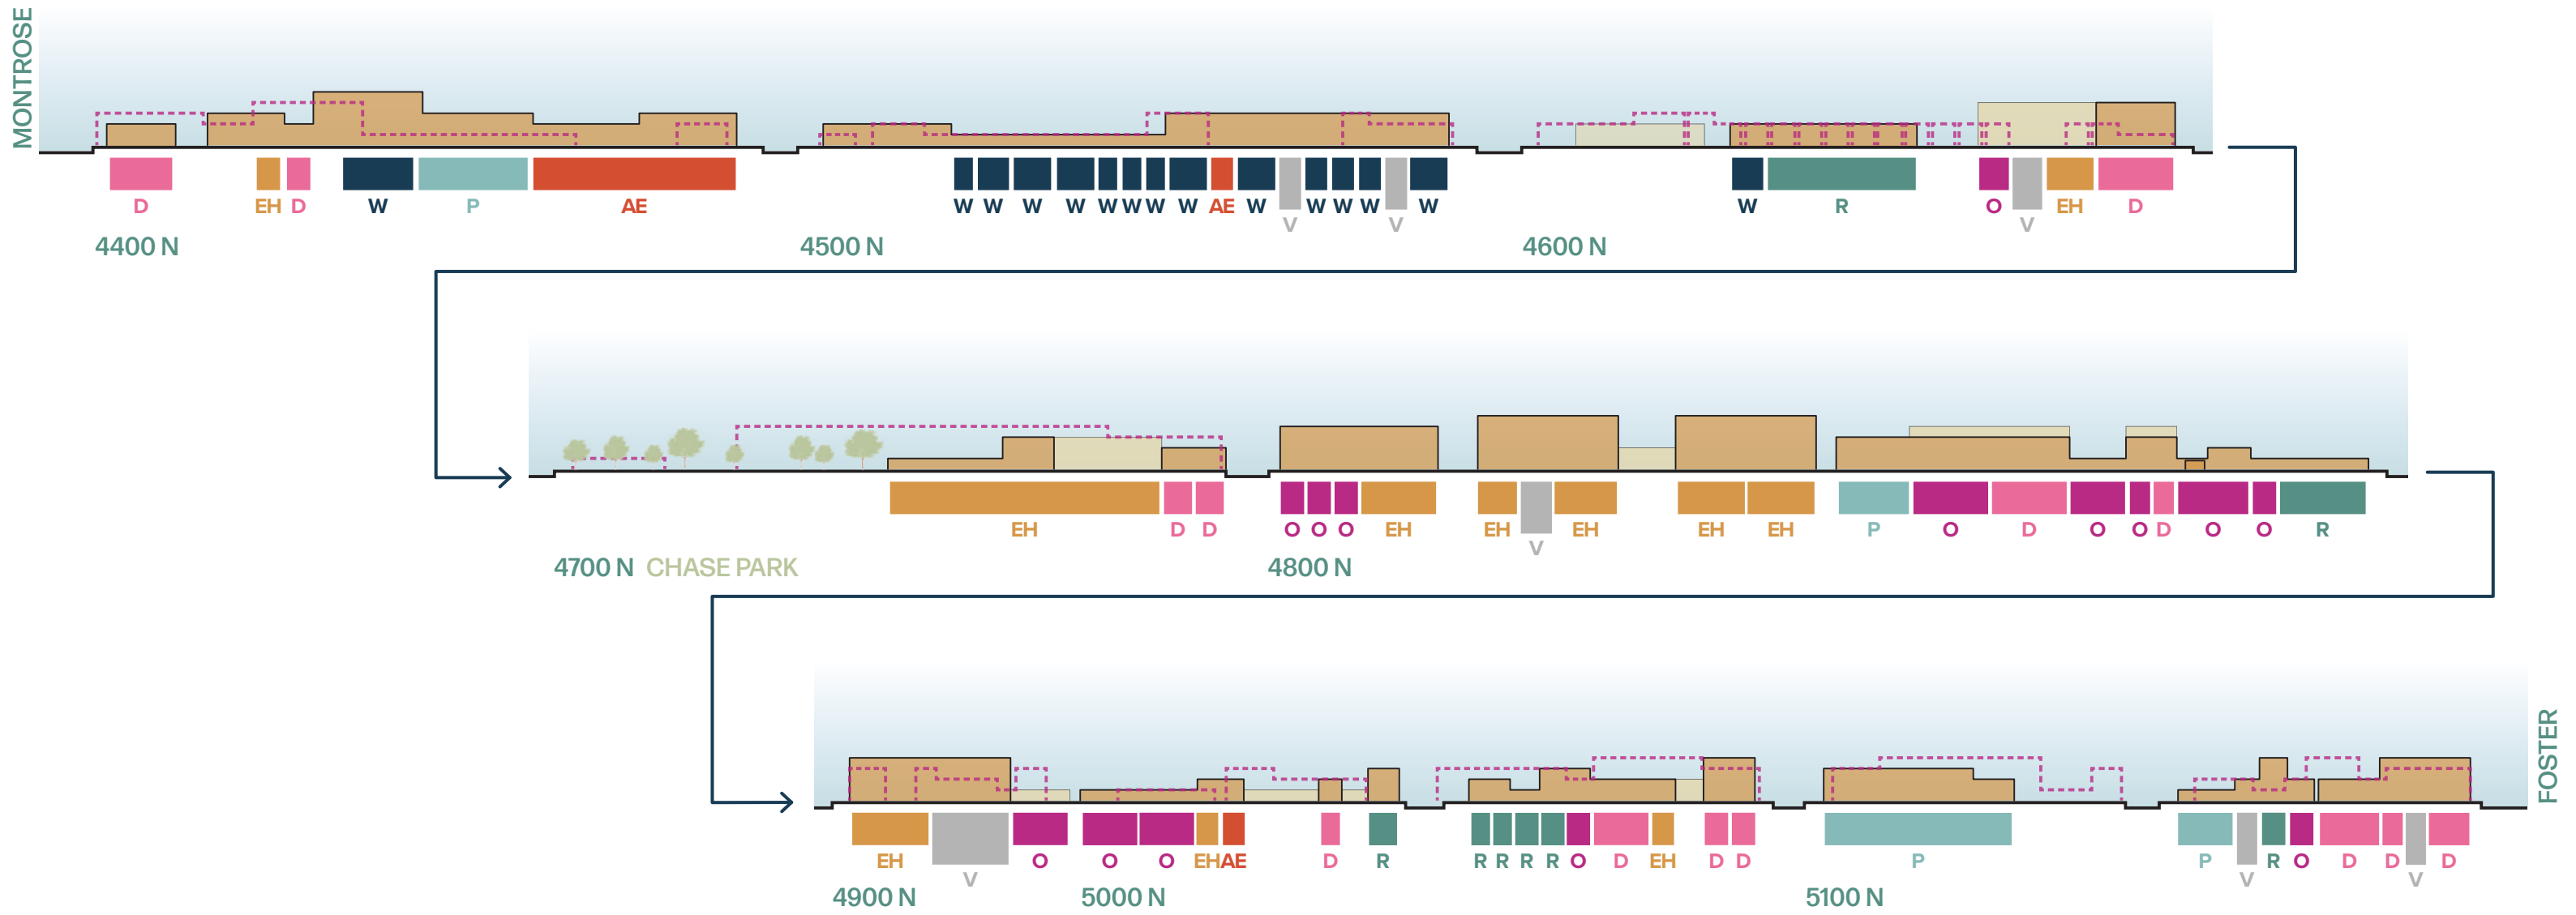 MONTROSE
D EH D W P AE W W W W W W W W AE W V W W W V W W R O V EH D
4400 N 4500 N 4600 N
EH D D O O O EH EH V EH EH EH P O D O O D O O R
4700 N CHASE PARK 4800 N
FOSTER
EH V O O O EH AE D R R R R R O D EH D D P P V R O D D V D
4900 N 5000 N 5100 N